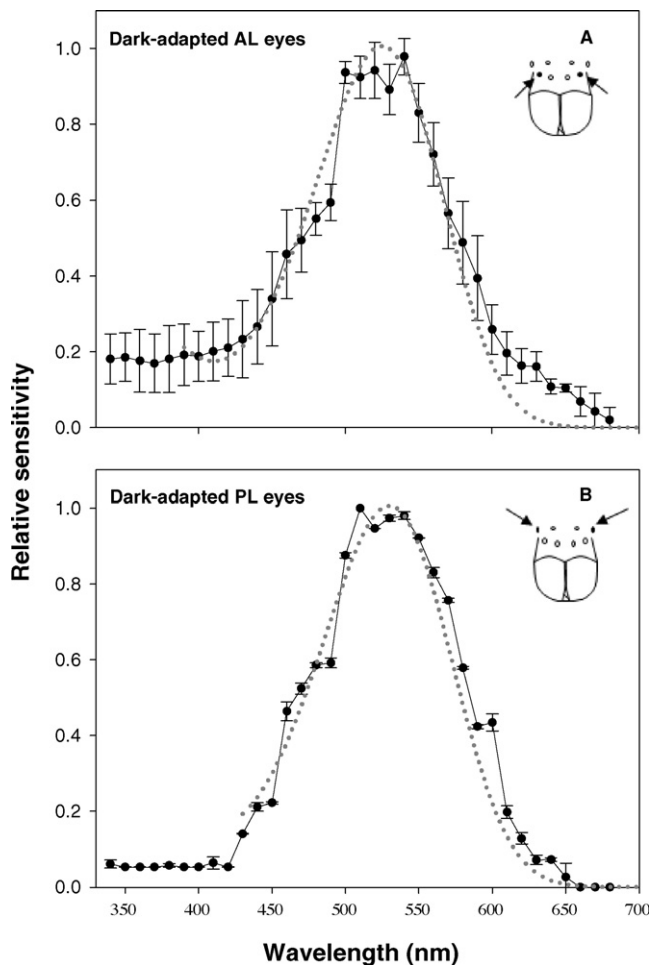 Dark-adapted AL eyes
A
1.0
0.8
0.6
0.4
0.2
0.0
Relative sensitivity
Dark-adapted PL eyes
B
1.0
0.8
0.6
0.4
0.2
0.0
350 400 450 500 550 600 650 700
Wavelength (nm)